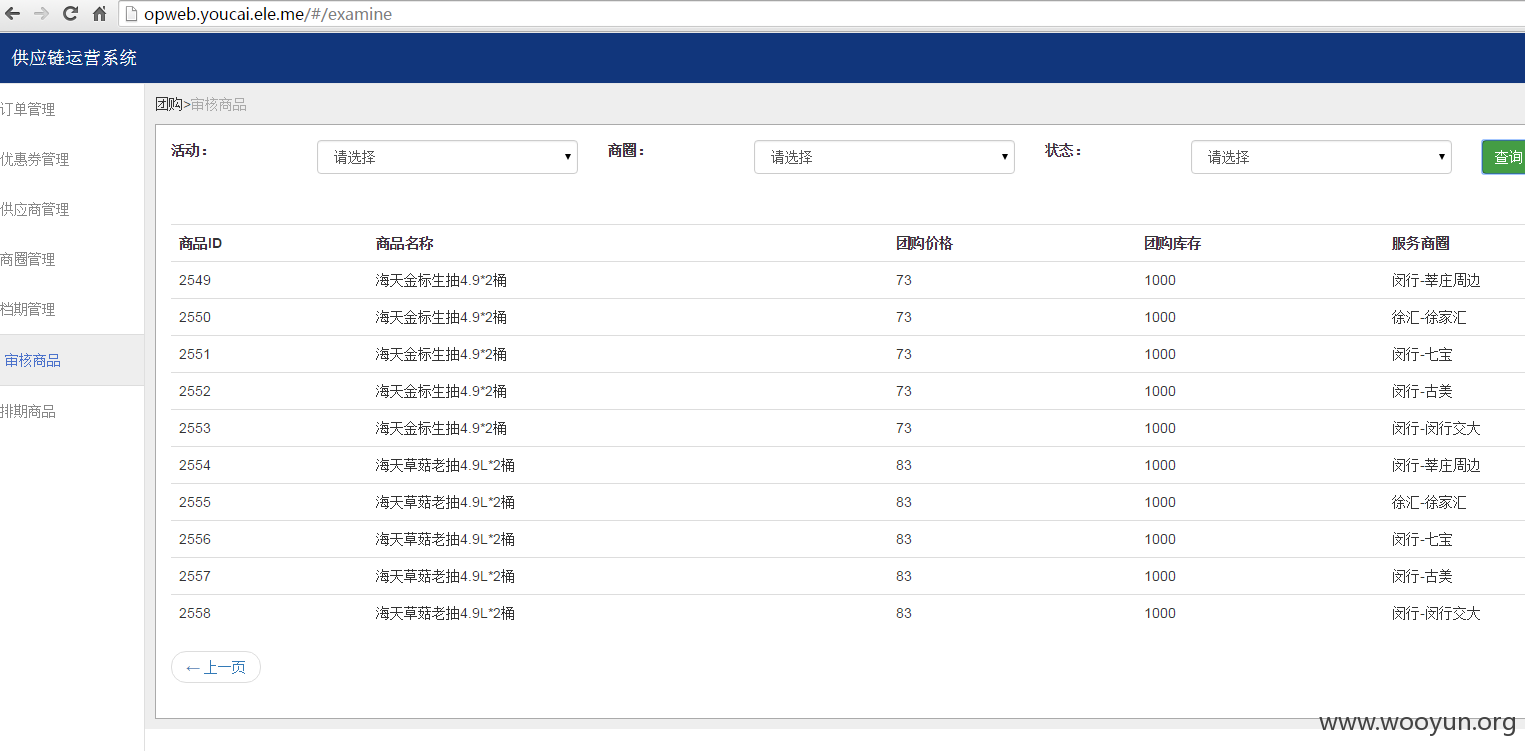 opweb.youcai.ele.me/#/examine
供应链运营系统
订单管理
优惠券管理
供应商管理
商圈管理
档期管理
审核商品
排期商品
团购>审核商品
活动： 请选择 商圈： 请选择 状态： 请选择 查询
商品ID 商品名称 团购价格 团购库存 服务商圈
2549 海天金标生抽4.9*2桶 73 1000 闵行-莘庄周边
2550 海天金标生抽4.9*2桶 73 1000 徐汇-徐家汇
2551 海天金标生抽4.9*2桶 73 1000 闵行-七宝
2552 海天金标生抽4.9*2桶 73 1000 闵行-古美
2553 海天金标生抽4.9*2桶 73 1000 闵行-闵行交大
2554 海天草菇老抽4.9L*2桶 83 1000 闵行-莘庄周边
2555 海天草菇老抽4.9L*2桶 83 1000 徐汇-徐家汇
2556 海天草菇老抽4.9L*2桶 83 1000 闵行-七宝
2557 海天草菇老抽4.9L*2桶 83 1000 闵行-古美
2558 海天草菇老抽4.9L*2桶 83 1000 闵行-闵行交大
←上一页
www.wooyun.org